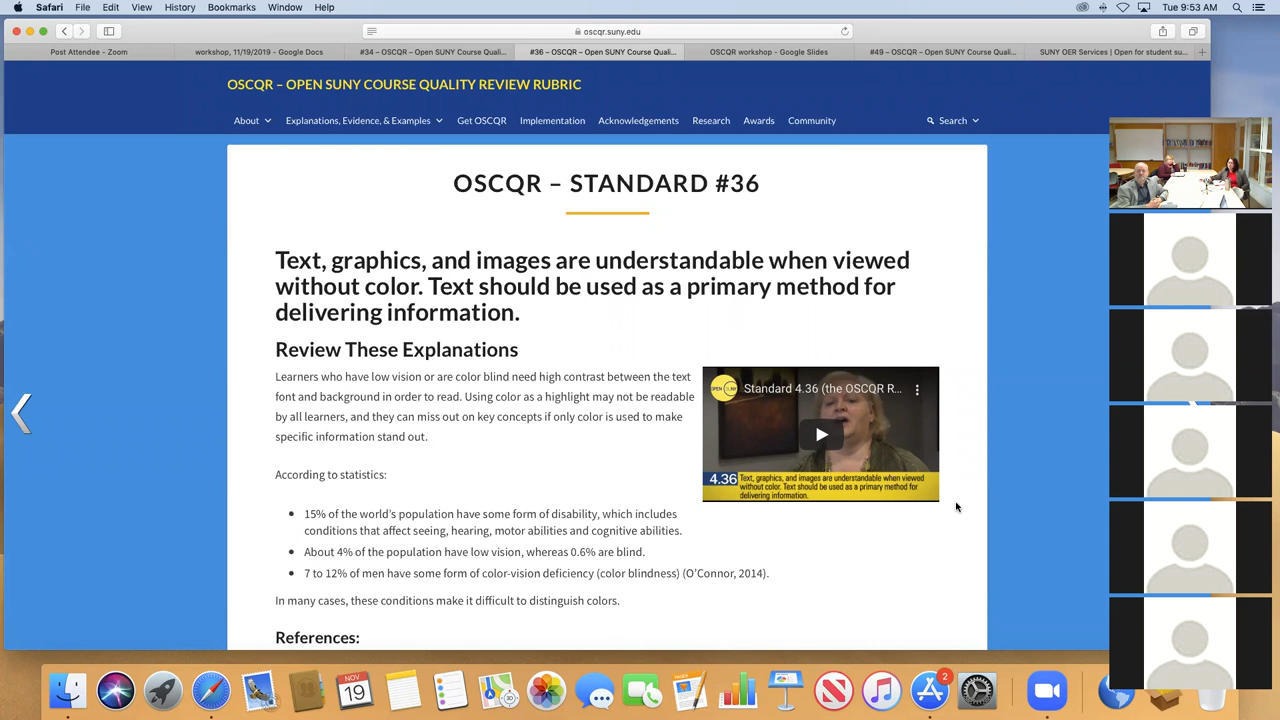 Safari File Edit View History Bookmarks Window Help
Tue 9:53 AM
oscqr.suny.edu
Post Attendee - Zoom
workshop, 11/19/2019 - Google Docs
#34 – OSCQR – Open SUNY Course Quali...
#36 – OSCQR – Open SUNY Course Quali...
OSCQR workshop - Google Slides
#49 – OSCQR – Open SUNY Course Quali...
SUNY OER Services | Open for student su...
OSCQR – OPEN SUNY COURSE QUALITY REVIEW RUBRIC
About Explanations, Evidence, & Examples Get OSCQR Implementation Acknowledgements Research Awards Community Search
OSCQR – STANDARD #36
Text, graphics, and images are understandable when viewed
without color. Text should be used as a primary method for
delivering information.
Review These Explanations
Learners who have low vision or are color blind need high contrast between the text
font and background in order to read. Using color as a highlight may not be readable
by all learners, and they can miss out on key concepts if only color is used to make
specific information stand out.
OPEN SUNY
Standard 4.36 (the OSCQR R...
4.36
Text, graphics, and images are understandable when viewed
without color. Text should be used as a primary method for
delivering information.
According to statistics:
15% of the world's population have some form of disability, which includes
conditions that affect seeing, hearing, motor abilities and cognitive abilities.
About 4% of the population have low vision, whereas 0.6% are blind.
7 to 12% of men have some form of color-vision deficiency (color blindness) (O'Connor, 2014).
In many cases, these conditions make it difficult to distinguish colors.
References:
NOV
19
2